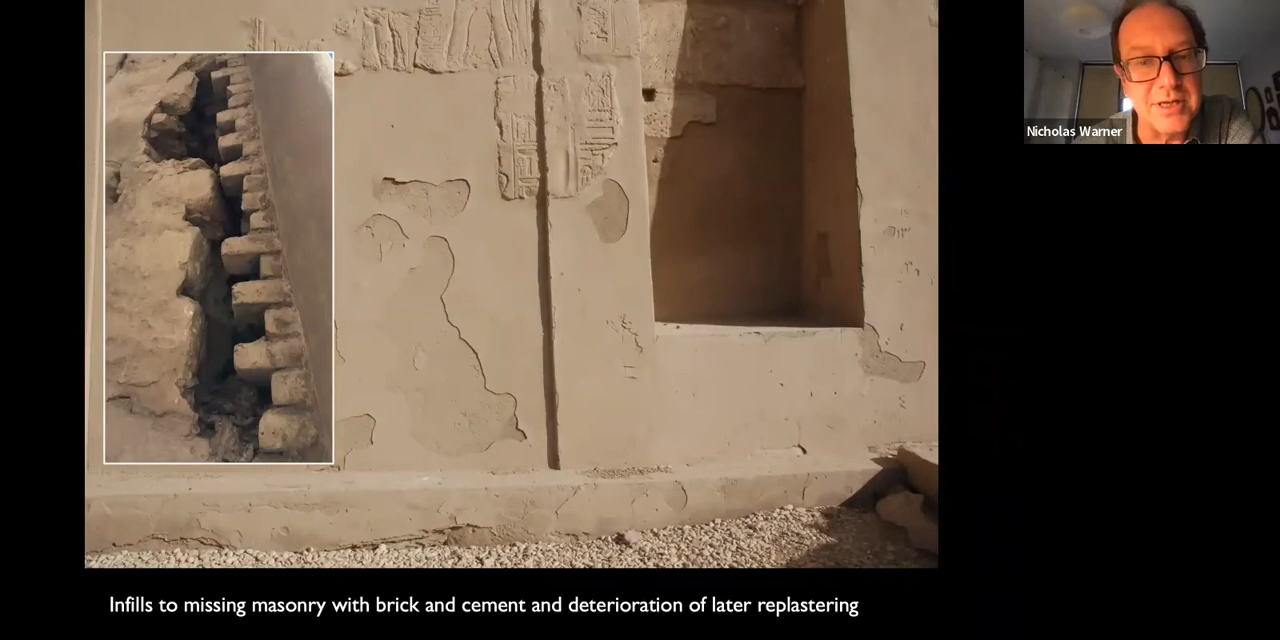 Nicholas Warner
Infills to missing masonry with brick and cement and deterioration of later replastering